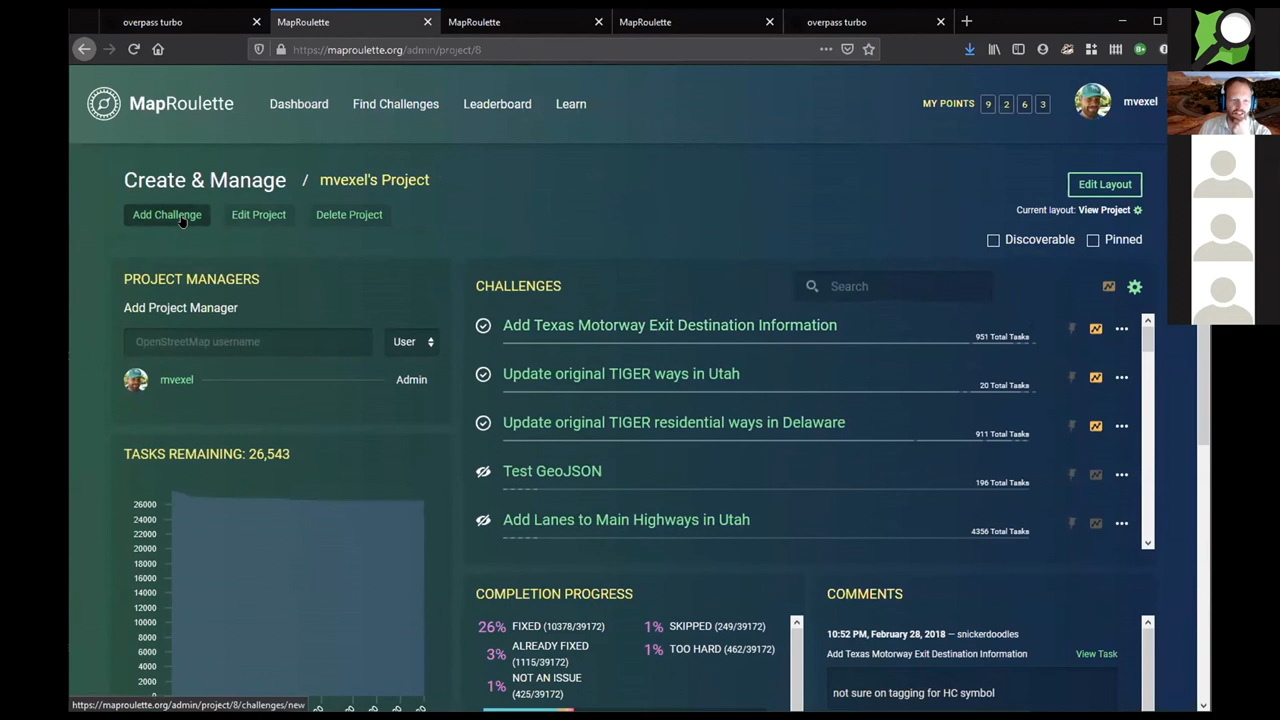 overpass turbo
MapRoulette
MapRoulette
MapRoulette
overpass turbo
https://maproulette.org/admin/project/8
MapRoulette
Dashboard
Find Challenges
Leaderboard
Learn
MY POINTS 9 2 6 3
mvexel
Create & Manage / mvexel's Project
Edit Layout
Add Challenge
Edit Project
Delete Project
Current layout: View Project
Discoverable
Pinned
PROJECT MANAGERS
Add Project Manager
OpenStreetMap username
User
mvexel
Admin
CHALLENGES
Search
Add Texas Motorway Exit Destination Information
951 Total Tasks
Update original TIGER ways in Utah
20 Total Tasks
Update original TIGER residential ways in Delaware
911 Total Tasks
Test GeoJSON
196 Total Tasks
Add Lanes to Main Highways in Utah
4356 Total Tasks
TASKS REMAINING: 26,543
26000
24000
22000
20000
18000
16000
14000
12000
10000
8000
6000
4000
2000
0
COMPLETION PROGRESS
26% FIXED (10378/39172)
3% ALREADY FIXED
(1115/39172)
1% NOT AN ISSUE
(425/39172)
1% SKIPPED (249/39172)
1% TOO HARD (462/39172)
COMMENTS
10:52 PM, February 28, 2018 — snickerdoodles
Add Texas Motorway Exit Destination Information
View Task
not sure on tagging for HC symbol
https://maproulette.org/admin/project/8/challenges/new